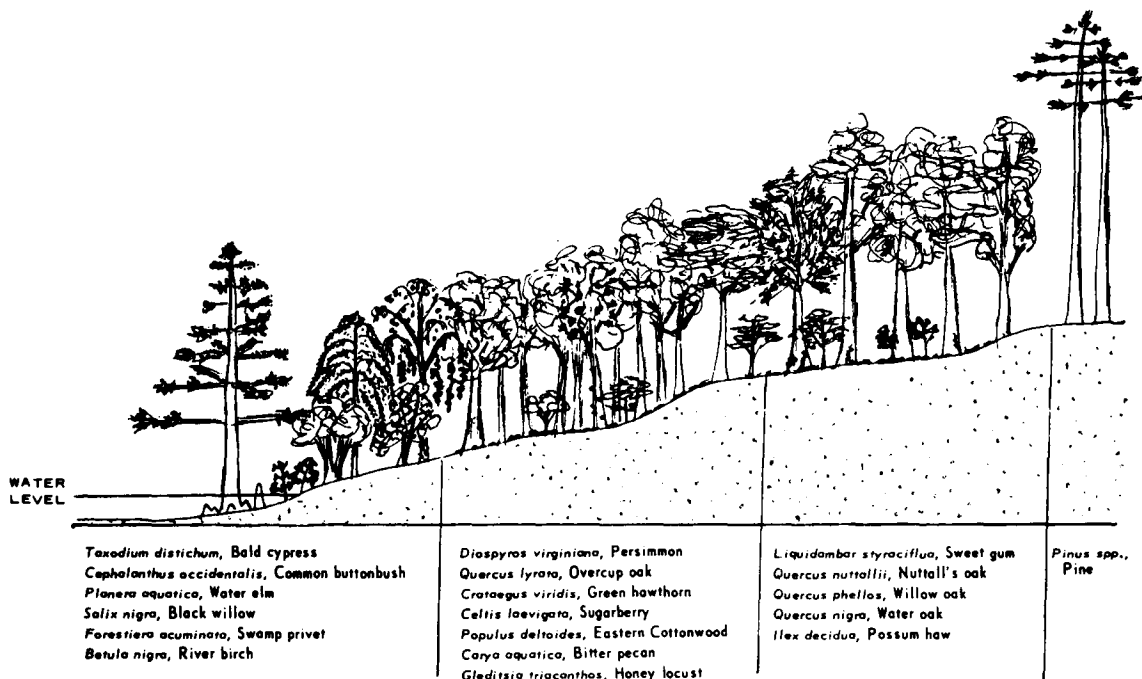 WATER
LEVEL
Taxodium distichum, Bald cypress
Cephalanthus occidentalis, Common buttonbush
Planera aquatica, Water elm
Salix nigra, Black willow
Forestiera acuminata, Swamp privet
Betula nigra, River birch
Diospyros virginiana, Persimmon
Quercus lyrata, Overcup oak
Crataegus viridis, Green hawthorn
Celtis laevigata, Sugarberry
Populus deltoides, Eastern Cottonwood
Carya aquatica, Bitter pecan
Gleditsia triacanthos, Honey locust
Liquidambar styraciflua, Sweet gum
Quercus nuttallii, Nuttall's oak
Quercus phellos, Willow oak
Quercus nigra, Water oak
Ilex decidua, Possum haw
Pinus spp.,
Pine